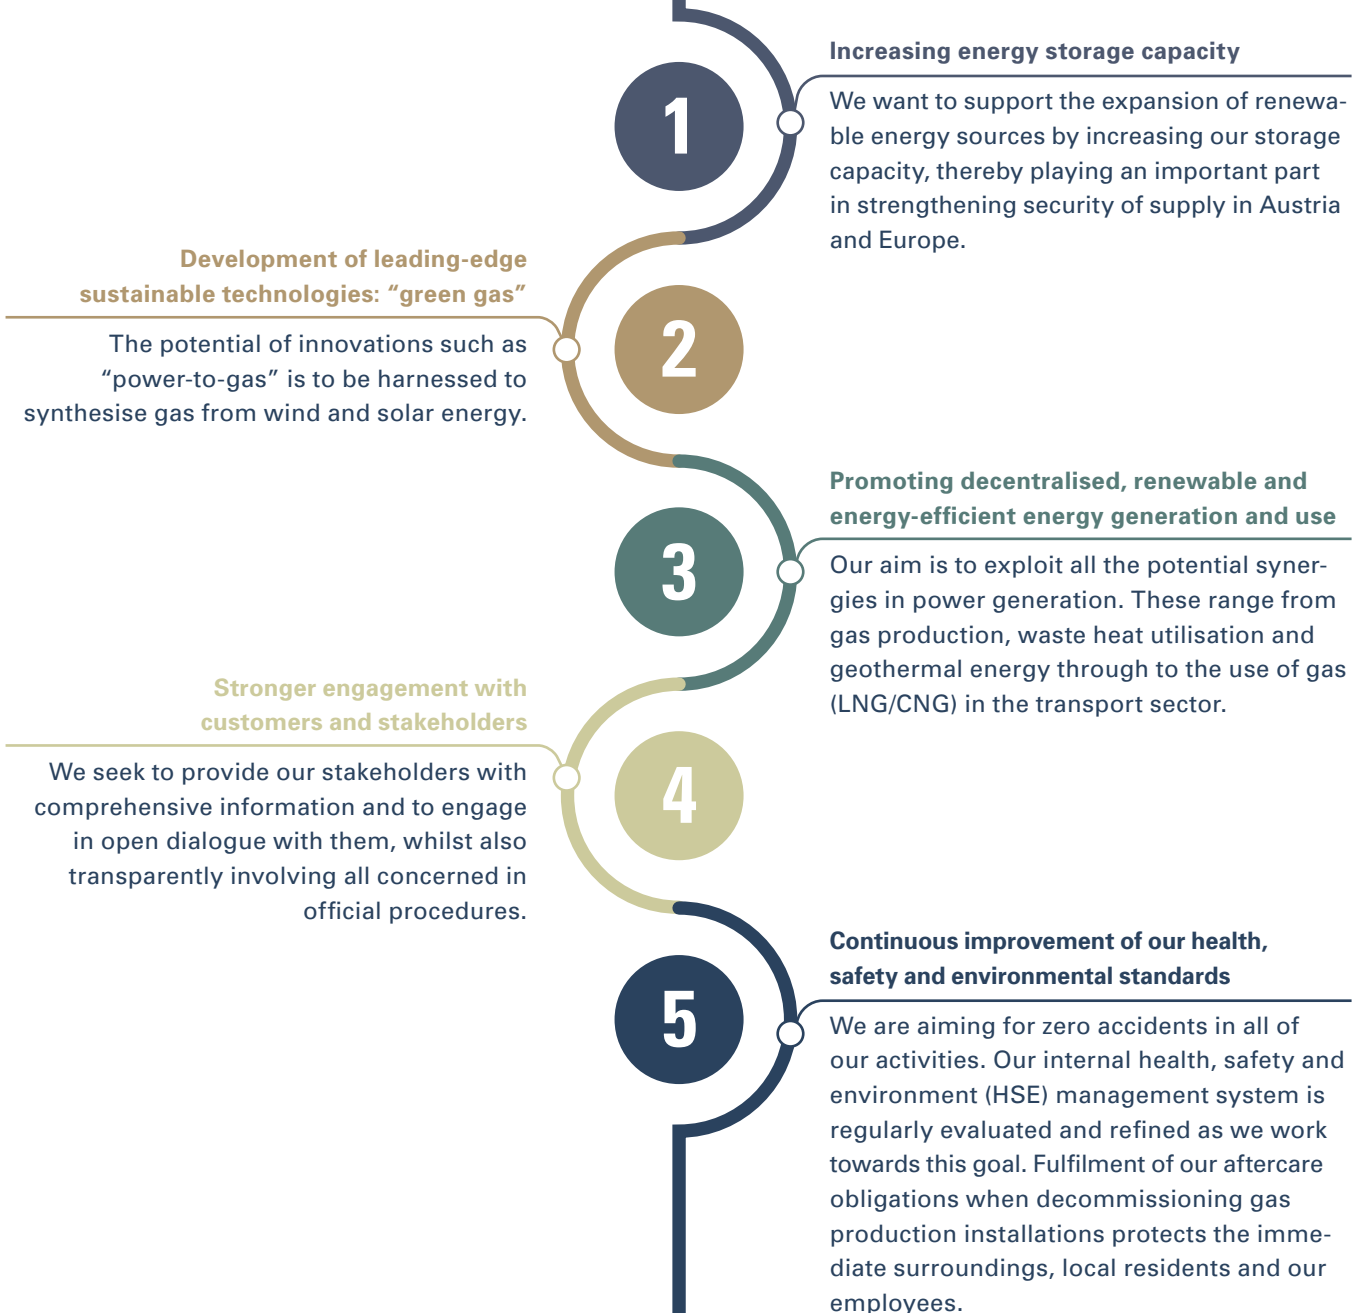 1
Increasing energy storage capacity
We want to support the expansion of renewa-
ble energy sources by increasing our storage
capacity, thereby playing an important part
in strengthening security of supply in Austria
and Europe.
2
Development of leading-edge
sustainable technologies: “green gas”
The potential of innovations such as
“power-to-gas” is to be harnessed to
synthesise gas from wind and solar energy.
3
Promoting decentralised, renewable and
energy-efficient energy generation and use
Our aim is to exploit all the potential syner-
gies in power generation. These range from
gas production, waste heat utilisation and
geothermal energy through to the use of gas
(LNG/CNG) in the transport sector.
4
Stronger engagement with
customers and stakeholders
We seek to provide our stakeholders with
comprehensive information and to engage
in open dialogue with them, whilst also
transparently involving all concerned in
official procedures.
5
Continuous improvement of our health,
safety and environmental standards
We are aiming for zero accidents in all of
our activities. Our internal health, safety and
environment (HSE) management system is
regularly evaluated and refined as we work
towards this goal. Fulfilment of our aftercare
obligations when decommissioning gas
production installations protects the imme-
diate surroundings, local residents and our
employees.